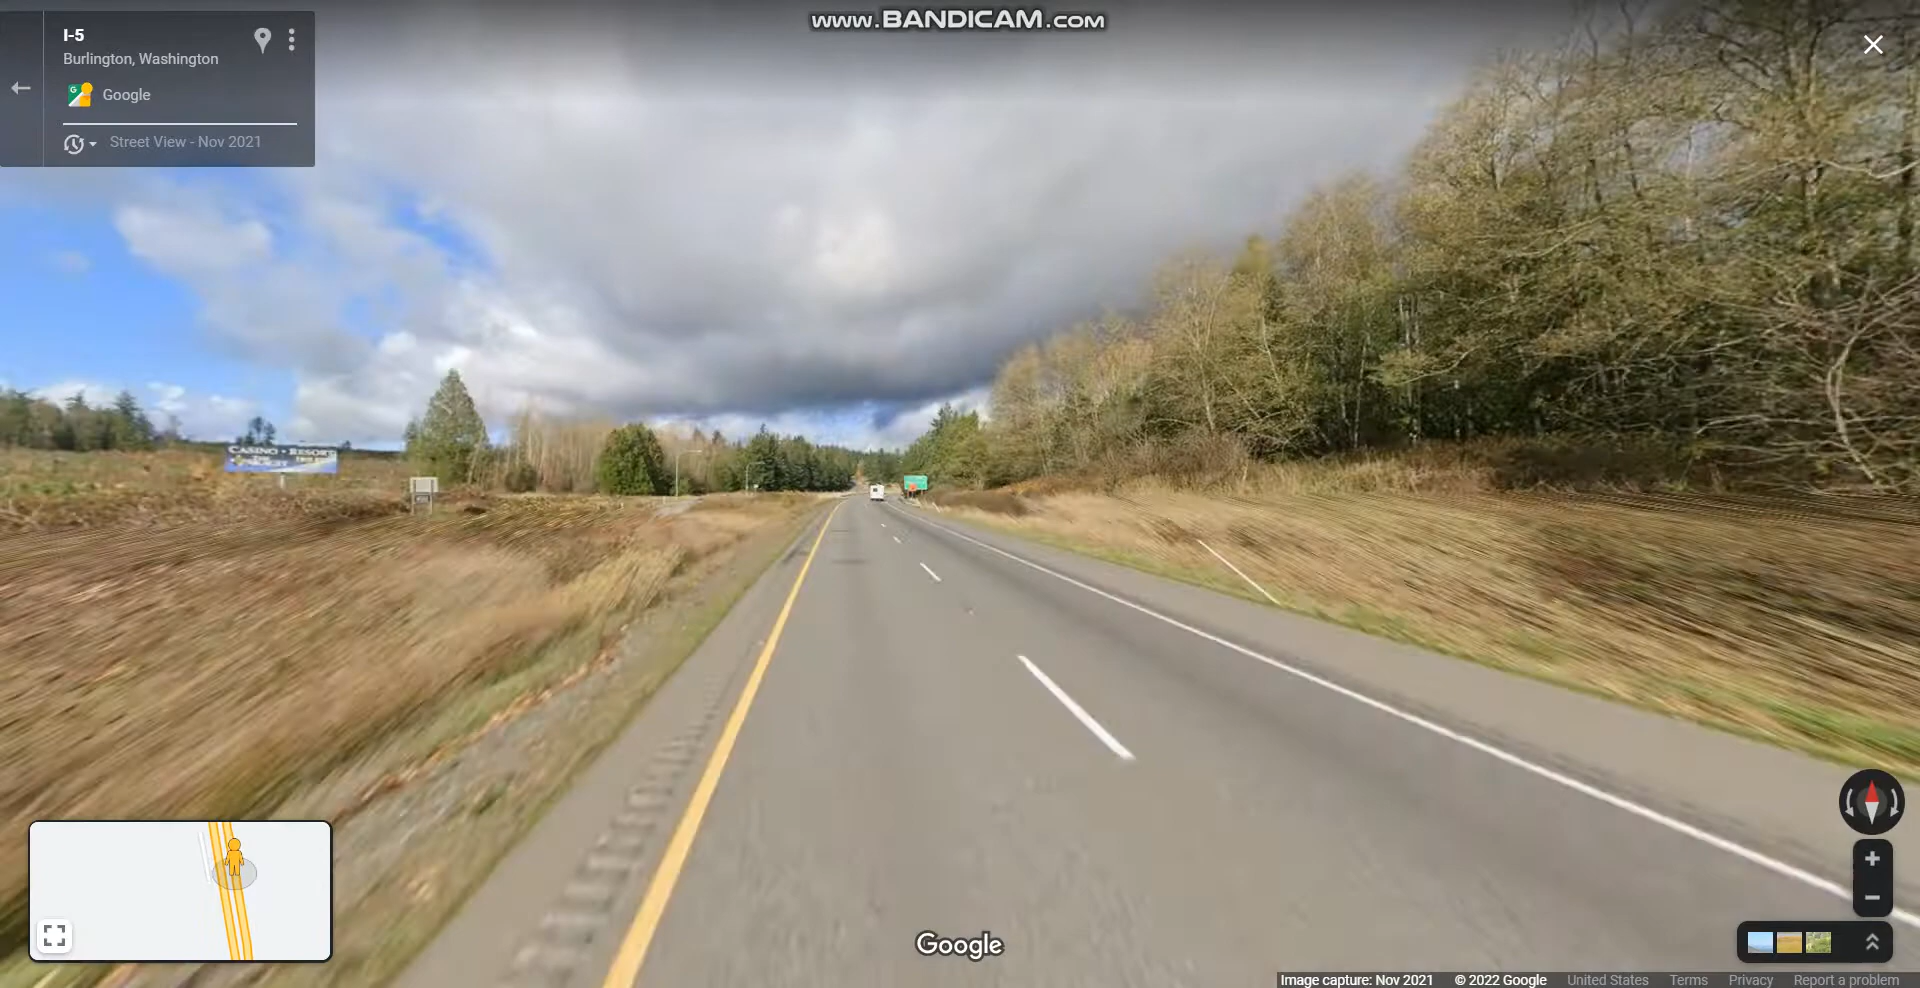 www.BANDICAM.com
I-5
Burlington, Washington
Google
Street View - Nov 2021
CASINO • RESORT
Google
Image capture: Nov 2021 © 2022 Google United States Terms Privacy Report a problem